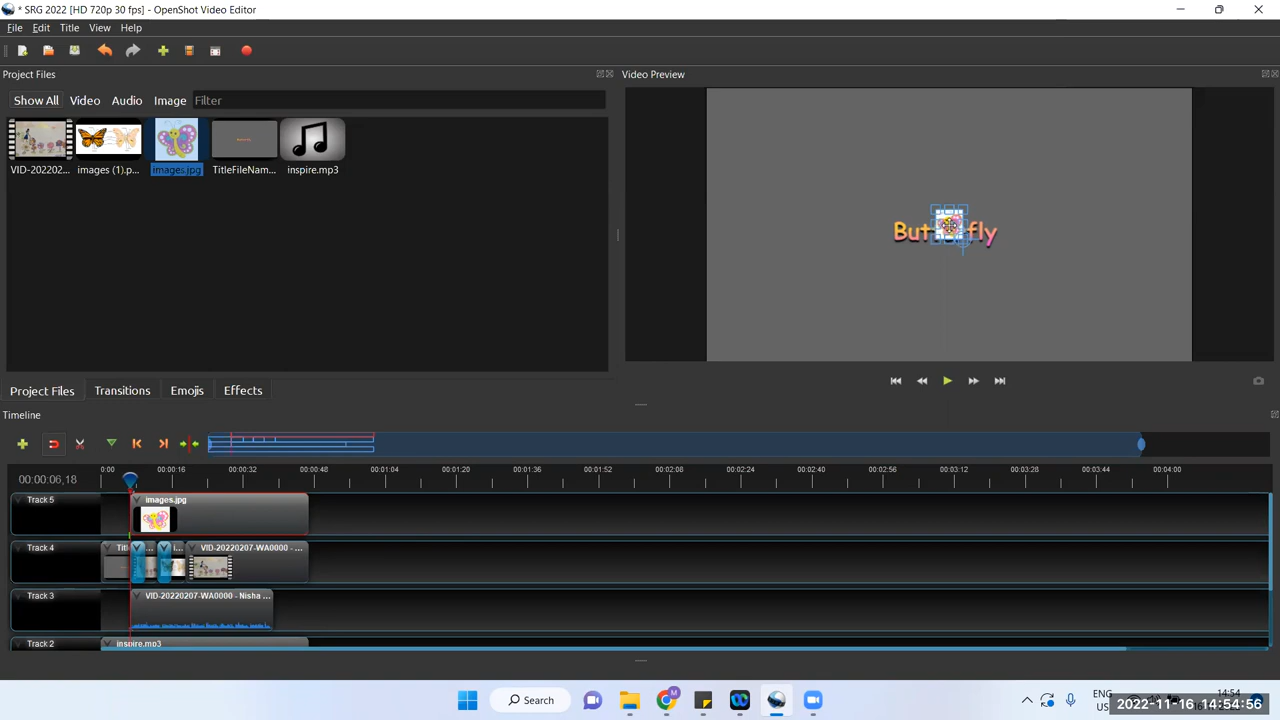 * SRG 2022 [HD 720p 30 fps] - OpenShot Video Editor
File Edit Title View Help
Project Files
Video Preview
Show All Video Audio Image Filter
VID-202202... images (1).p... images.jpg TitleFileNam... inspire.mp3
Butt fly
Project Files Transitions Emojis Effects
Timeline
00:00:06,18
0:00 00:00:16 00:00:32 00:00:48 00:01:04 00:01:20 00:01:36 00:01:52 00:02:08 00:02:24 00:02:40 00:02:56 00:03:12 00:03:28 00:03:44 00:04:00
Track 5 images.jpg
Track 4 Titl ... i... VID-20220207-WA0000 - ...
Track 3 VID-20220207-WA0000 - Nisha ...
Track 2 inspire.mp3
Search
M
ENG
US
14:54
2022-11-16 14:54:56